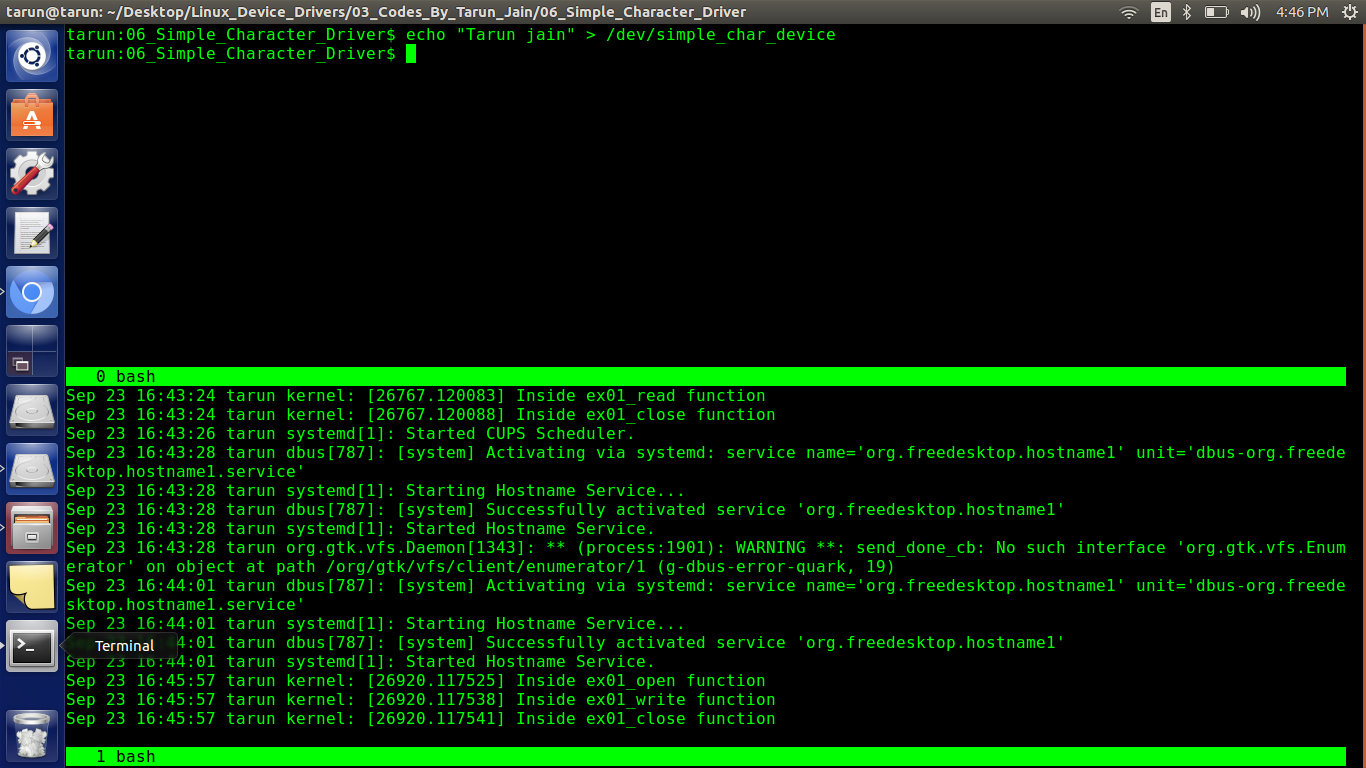 tarun@tarun: ~/Desktop/Linux_Device_Drivers/03_Codes_By_Tarun_Jain/06_Simple_Character_Driver
En
4:46 PM
tarun:06_Simple_Character_Driver$ echo "Tarun jain" > /dev/simple_char_device
tarun:06_Simple_Character_Driver$
0 bash
Sep 23 16:43:24 tarun kernel: [26767.120083] Inside ex01_read function
Sep 23 16:43:24 tarun kernel: [26767.120088] Inside ex01_close function
Sep 23 16:43:26 tarun systemd[1]: Started CUPS Scheduler.
Sep 23 16:43:28 tarun dbus[787]: [system] Activating via systemd: service name='org.freedesktop.hostname1' unit='dbus-org.freede
sktop.hostname1.service'
Sep 23 16:43:28 tarun systemd[1]: Starting Hostname Service...
Sep 23 16:43:28 tarun dbus[787]: [system] Successfully activated service 'org.freedesktop.hostname1'
Sep 23 16:43:28 tarun systemd[1]: Started Hostname Service.
Sep 23 16:43:28 tarun org.gtk.vfs.Daemon[1343]: ** (process:1901): WARNING **: send_done_cb: No such interface 'org.gtk.vfs.Enum
erator' on object at path /org/gtk/vfs/client/enumerator/1 (g-dbus-error-quark, 19)
Sep 23 16:44:01 tarun dbus[787]: [system] Activating via systemd: service name='org.freedesktop.hostname1' unit='dbus-org.freede
sktop.hostname1.service'
Sep 23 16:44:01 tarun systemd[1]: Starting Hostname Service...
Terminal
4:01 tarun dbus[787]: [system] Successfully activated service 'org.freedesktop.hostname1'
Sep 23 16:44:01 tarun systemd[1]: Started Hostname Service.
Sep 23 16:45:57 tarun kernel: [26920.117525] Inside ex01_open function
Sep 23 16:45:57 tarun kernel: [26920.117538] Inside ex01_write function
Sep 23 16:45:57 tarun kernel: [26920.117541] Inside ex01_close function
1 bash